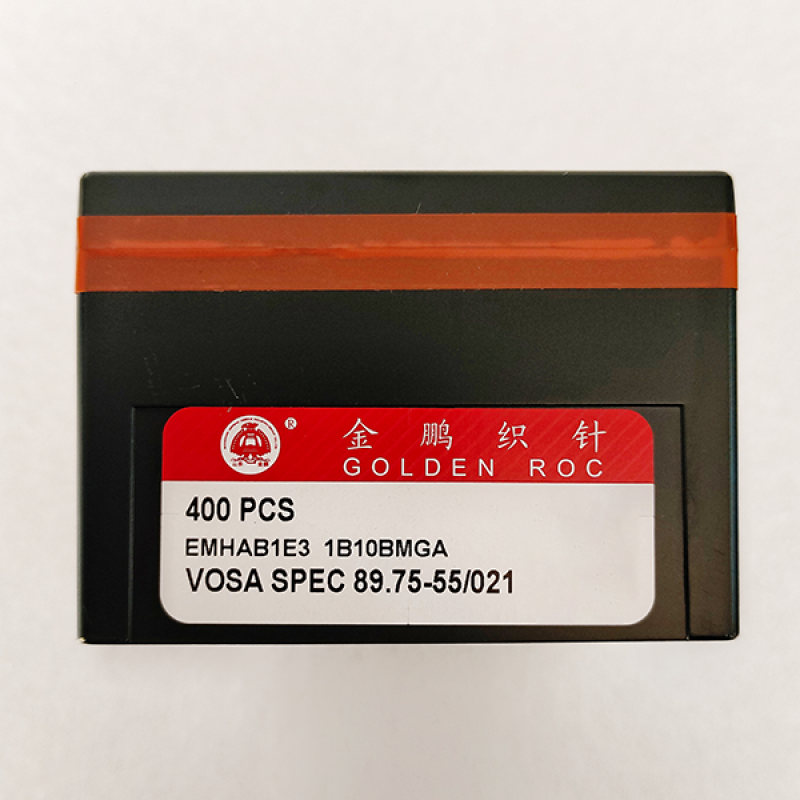 ®
金鹏织针
GOLDEN ROC
400 PCS
EMHAB1E3 1B10BMGA
VOSA SPEC 89.75-55/021